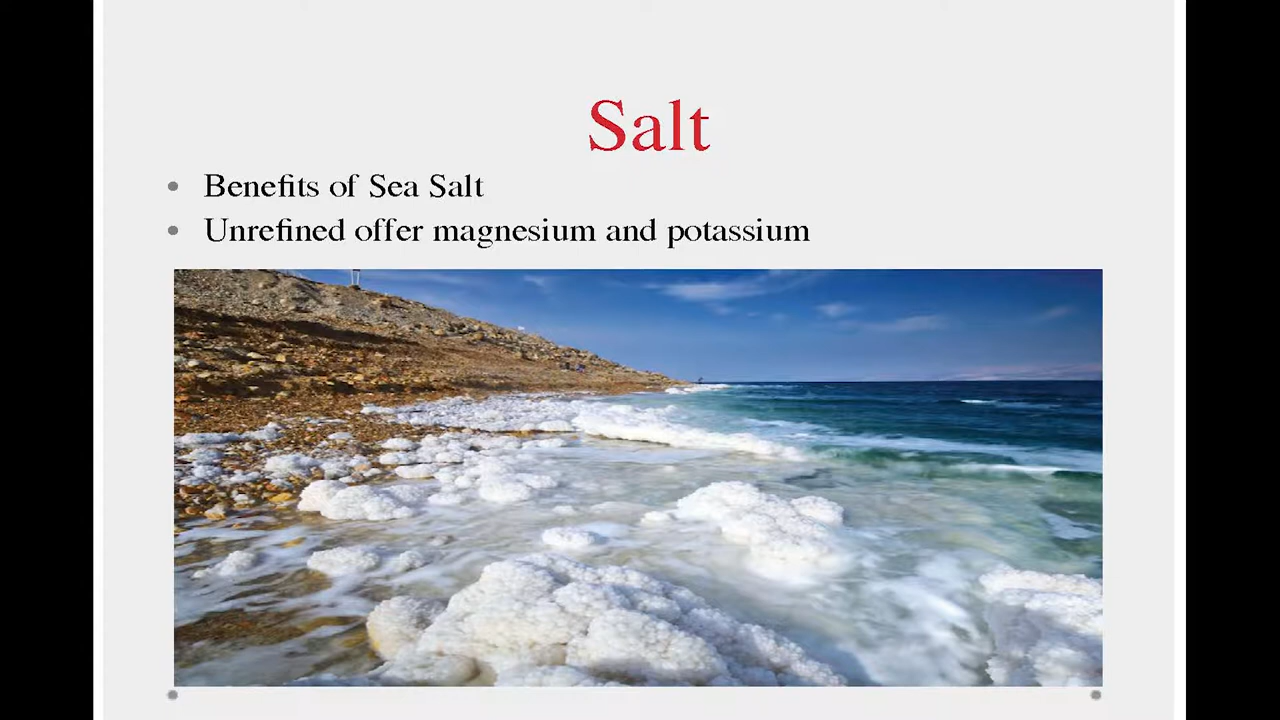 Salt
• Benefits of Sea Salt
• Unrefined offer magnesium and potassium